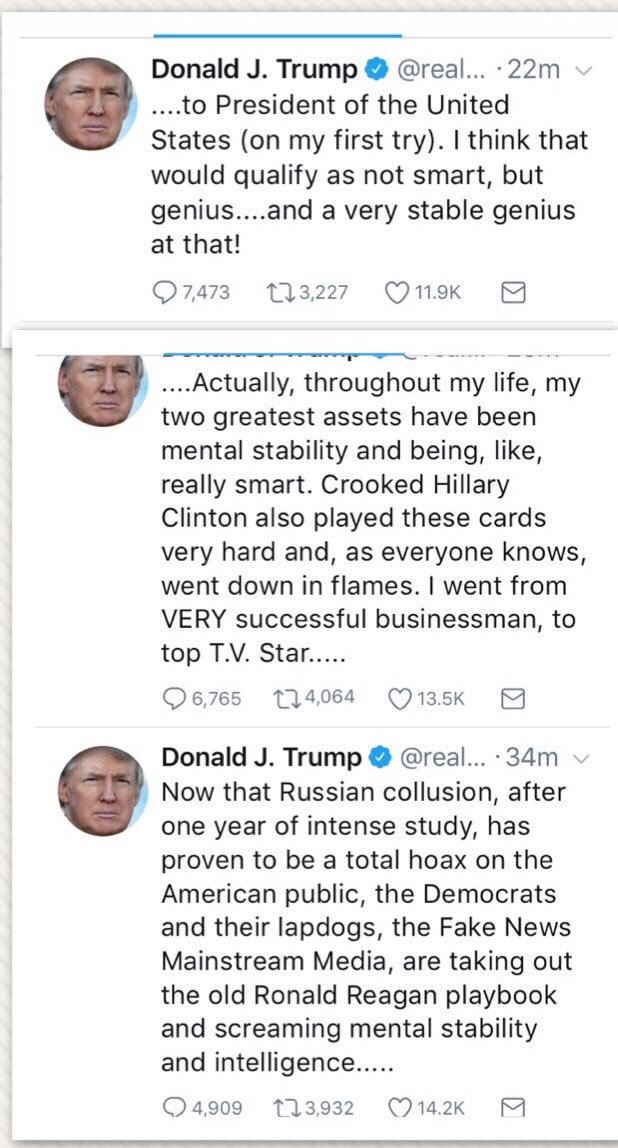 Donald J. Trump @real... · 22m
....to President of the United
States (on my first try). I think that
would qualify as not smart, but
genius....and a very stable genius
at that!
7,473 3,227 11.9K
....Actually, throughout my life, my
two greatest assets have been
mental stability and being, like,
really smart. Crooked Hillary
Clinton also played these cards
very hard and, as everyone knows,
went down in flames. I went from
VERY successful businessman, to
top T.V. Star.....
6,765 4,064 13.5K
Donald J. Trump @real... · 34m
Now that Russian collusion, after
one year of intense study, has
proven to be a total hoax on the
American public, the Democrats
and their lapdogs, the Fake News
Mainstream Media, are taking out
the old Ronald Reagan playbook
and screaming mental stability
and intelligence.....
4,909 3,932 14.2K